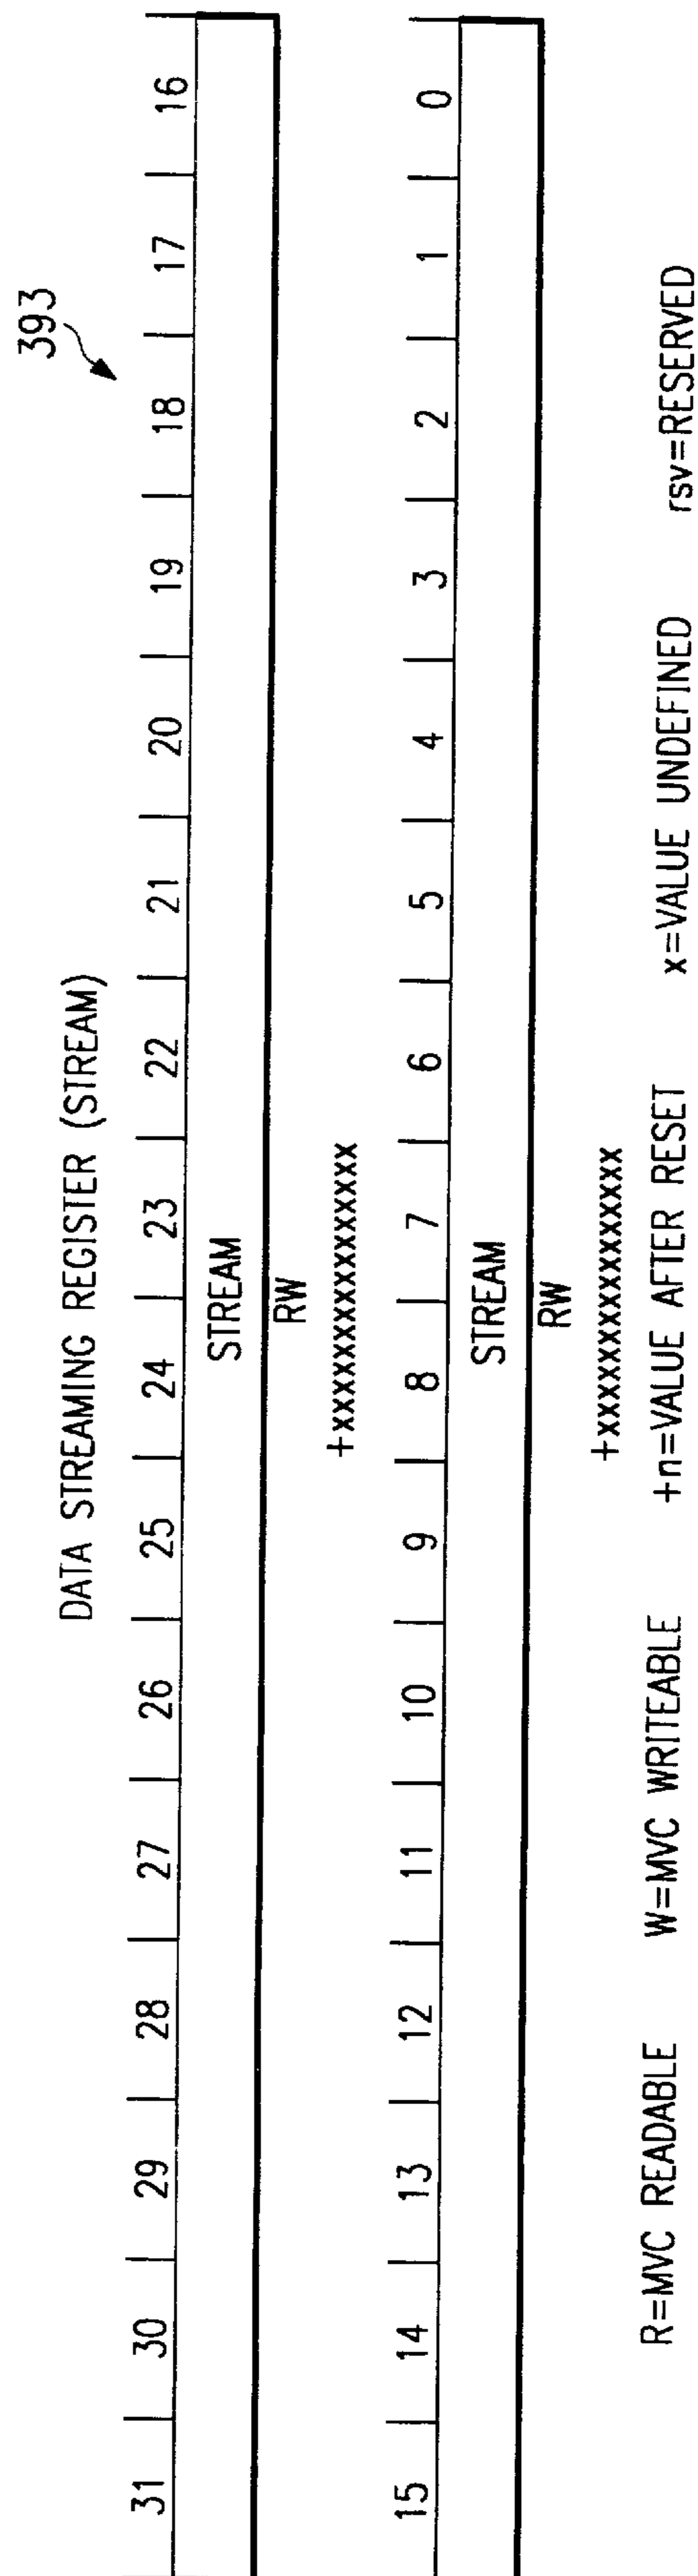 393
DATA STREAMING REGISTER (STREAM)
31 30 29 28 27 26 25 24 23 22 21 20 19 18 17 16
STREAM
RW
+xxxxxxxxxxxxxxxx
15 14 13 12 11 10 9 8 7 6 5 4 3 2 1 0
STREAM
RW
+xxxxxxxxxxxxxxxx
R=MVC READABLE W=MVC WRITEABLE +n=VALUE AFTER RESET x=VALUE UNDEFINED rsv=RESERVED